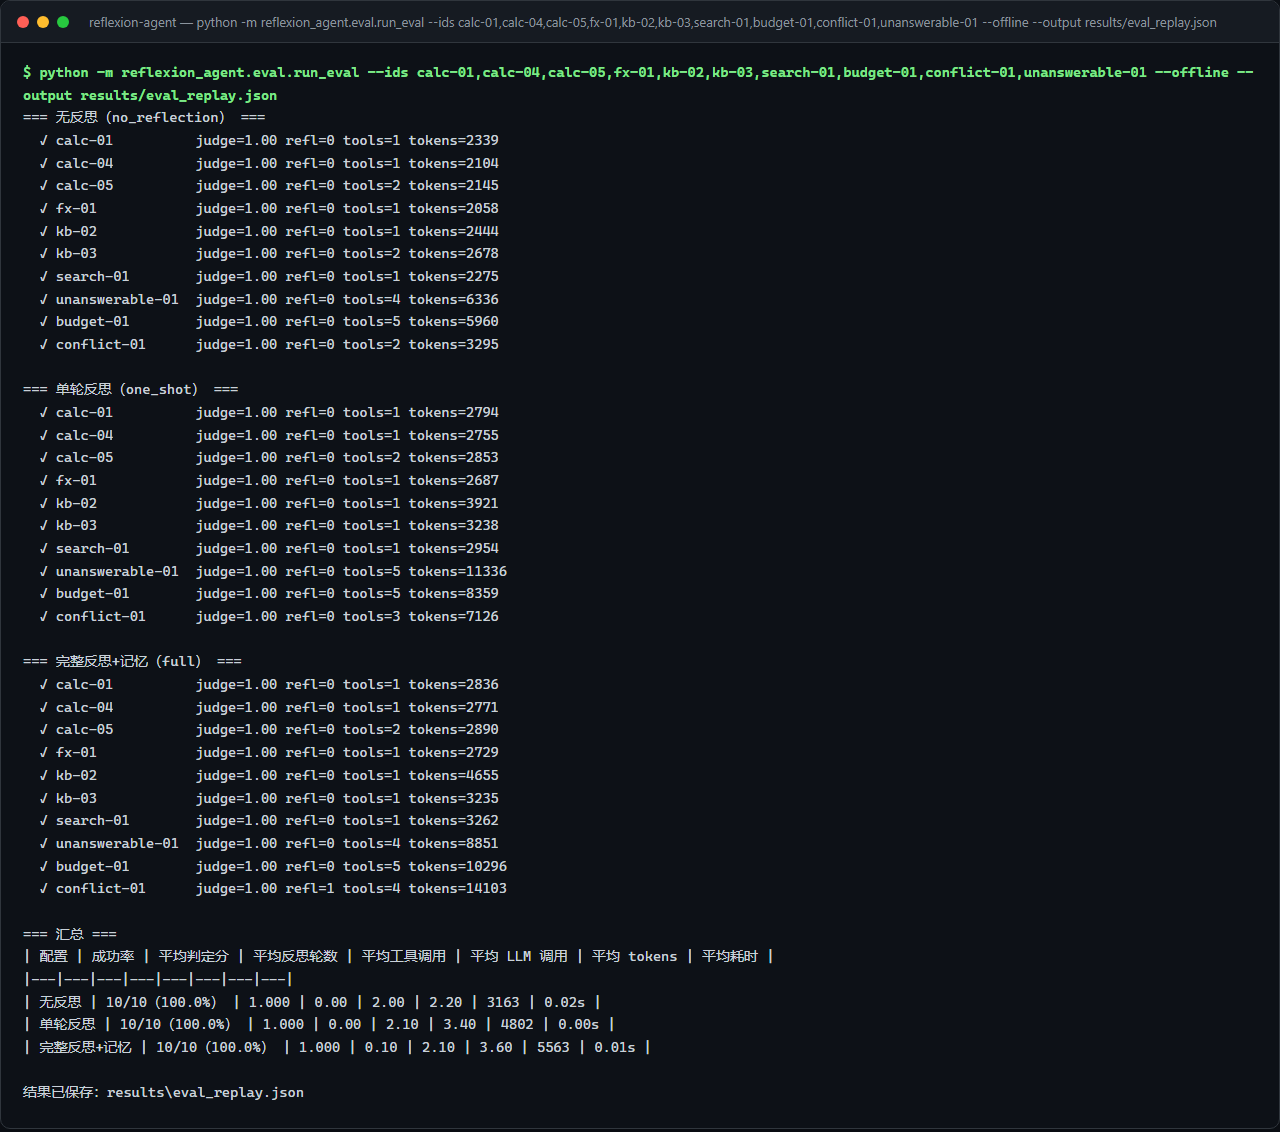 reflexion-agent — python -m reflexion_agent.eval.run_eval --ids calc-01,calc-04,calc-05,fx-01,kb-02,kb-03,search-01,budget-01,conflict-01,unanswerable-01 --offline --output results/eval_replay.json
$ python -m reflexion_agent.eval.run_eval --ids calc-01,calc-04,calc-05,fx-01,kb-02,kb-03,search-01,budget-01,conflict-01,unanswerable-01 --offline --
output results/eval_replay.json
=== 无反思（no_reflection） ===
√ calc-01 judge=1.00 refl=0 tools=1 tokens=2339
√ calc-04 judge=1.00 refl=0 tools=1 tokens=2104
√ calc-05 judge=1.00 refl=0 tools=2 tokens=2145
√ fx-01 judge=1.00 refl=0 tools=1 tokens=2058
√ kb-02 judge=1.00 refl=0 tools=1 tokens=2444
√ kb-03 judge=1.00 refl=0 tools=2 tokens=2678
√ search-01 judge=1.00 refl=0 tools=1 tokens=2275
√ unanswerable-01 judge=1.00 refl=0 tools=4 tokens=6336
√ budget-01 judge=1.00 refl=0 tools=5 tokens=5960
√ conflict-01 judge=1.00 refl=0 tools=2 tokens=3295
=== 单轮反思（one_shot） ===
√ calc-01 judge=1.00 refl=0 tools=1 tokens=2794
√ calc-04 judge=1.00 refl=0 tools=1 tokens=2755
√ calc-05 judge=1.00 refl=0 tools=2 tokens=2853
√ fx-01 judge=1.00 refl=0 tools=1 tokens=2687
√ kb-02 judge=1.00 refl=0 tools=1 tokens=3921
√ kb-03 judge=1.00 refl=0 tools=1 tokens=3238
√ search-01 judge=1.00 refl=0 tools=1 tokens=2954
√ unanswerable-01 judge=1.00 refl=0 tools=5 tokens=11336
√ budget-01 judge=1.00 refl=0 tools=5 tokens=8359
√ conflict-01 judge=1.00 refl=0 tools=3 tokens=7126
=== 完整反思+记忆（full） ===
√ calc-01 judge=1.00 refl=0 tools=1 tokens=2836
√ calc-04 judge=1.00 refl=0 tools=1 tokens=2771
√ calc-05 judge=1.00 refl=0 tools=2 tokens=2890
√ fx-01 judge=1.00 refl=0 tools=1 tokens=2729
√ kb-02 judge=1.00 refl=0 tools=1 tokens=4655
√ kb-03 judge=1.00 refl=0 tools=1 tokens=3235
√ search-01 judge=1.00 refl=0 tools=1 tokens=3262
√ unanswerable-01 judge=1.00 refl=0 tools=4 tokens=8851
√ budget-01 judge=1.00 refl=0 tools=5 tokens=10296
√ conflict-01 judge=1.00 refl=1 tools=4 tokens=14103
=== 汇总 ===
| 配置 | 成功率 | 平均判定分 | 平均反思轮数 | 平均工具调用 | 平均 LLM 调用 | 平均 tokens | 平均耗时 |
|---|---|---|---|---|---|---|---|
| 无反思 | 10/10（100.0%） | 1.000 | 0.00 | 2.00 | 2.20 | 3163 | 0.02s |
| 单轮反思 | 10/10（100.0%） | 1.000 | 0.00 | 2.10 | 3.40 | 4802 | 0.00s |
| 完整反思+记忆 | 10/10（100.0%） | 1.000 | 0.10 | 2.10 | 3.60 | 5563 | 0.01s |
结果已保存：results\eval_replay.json